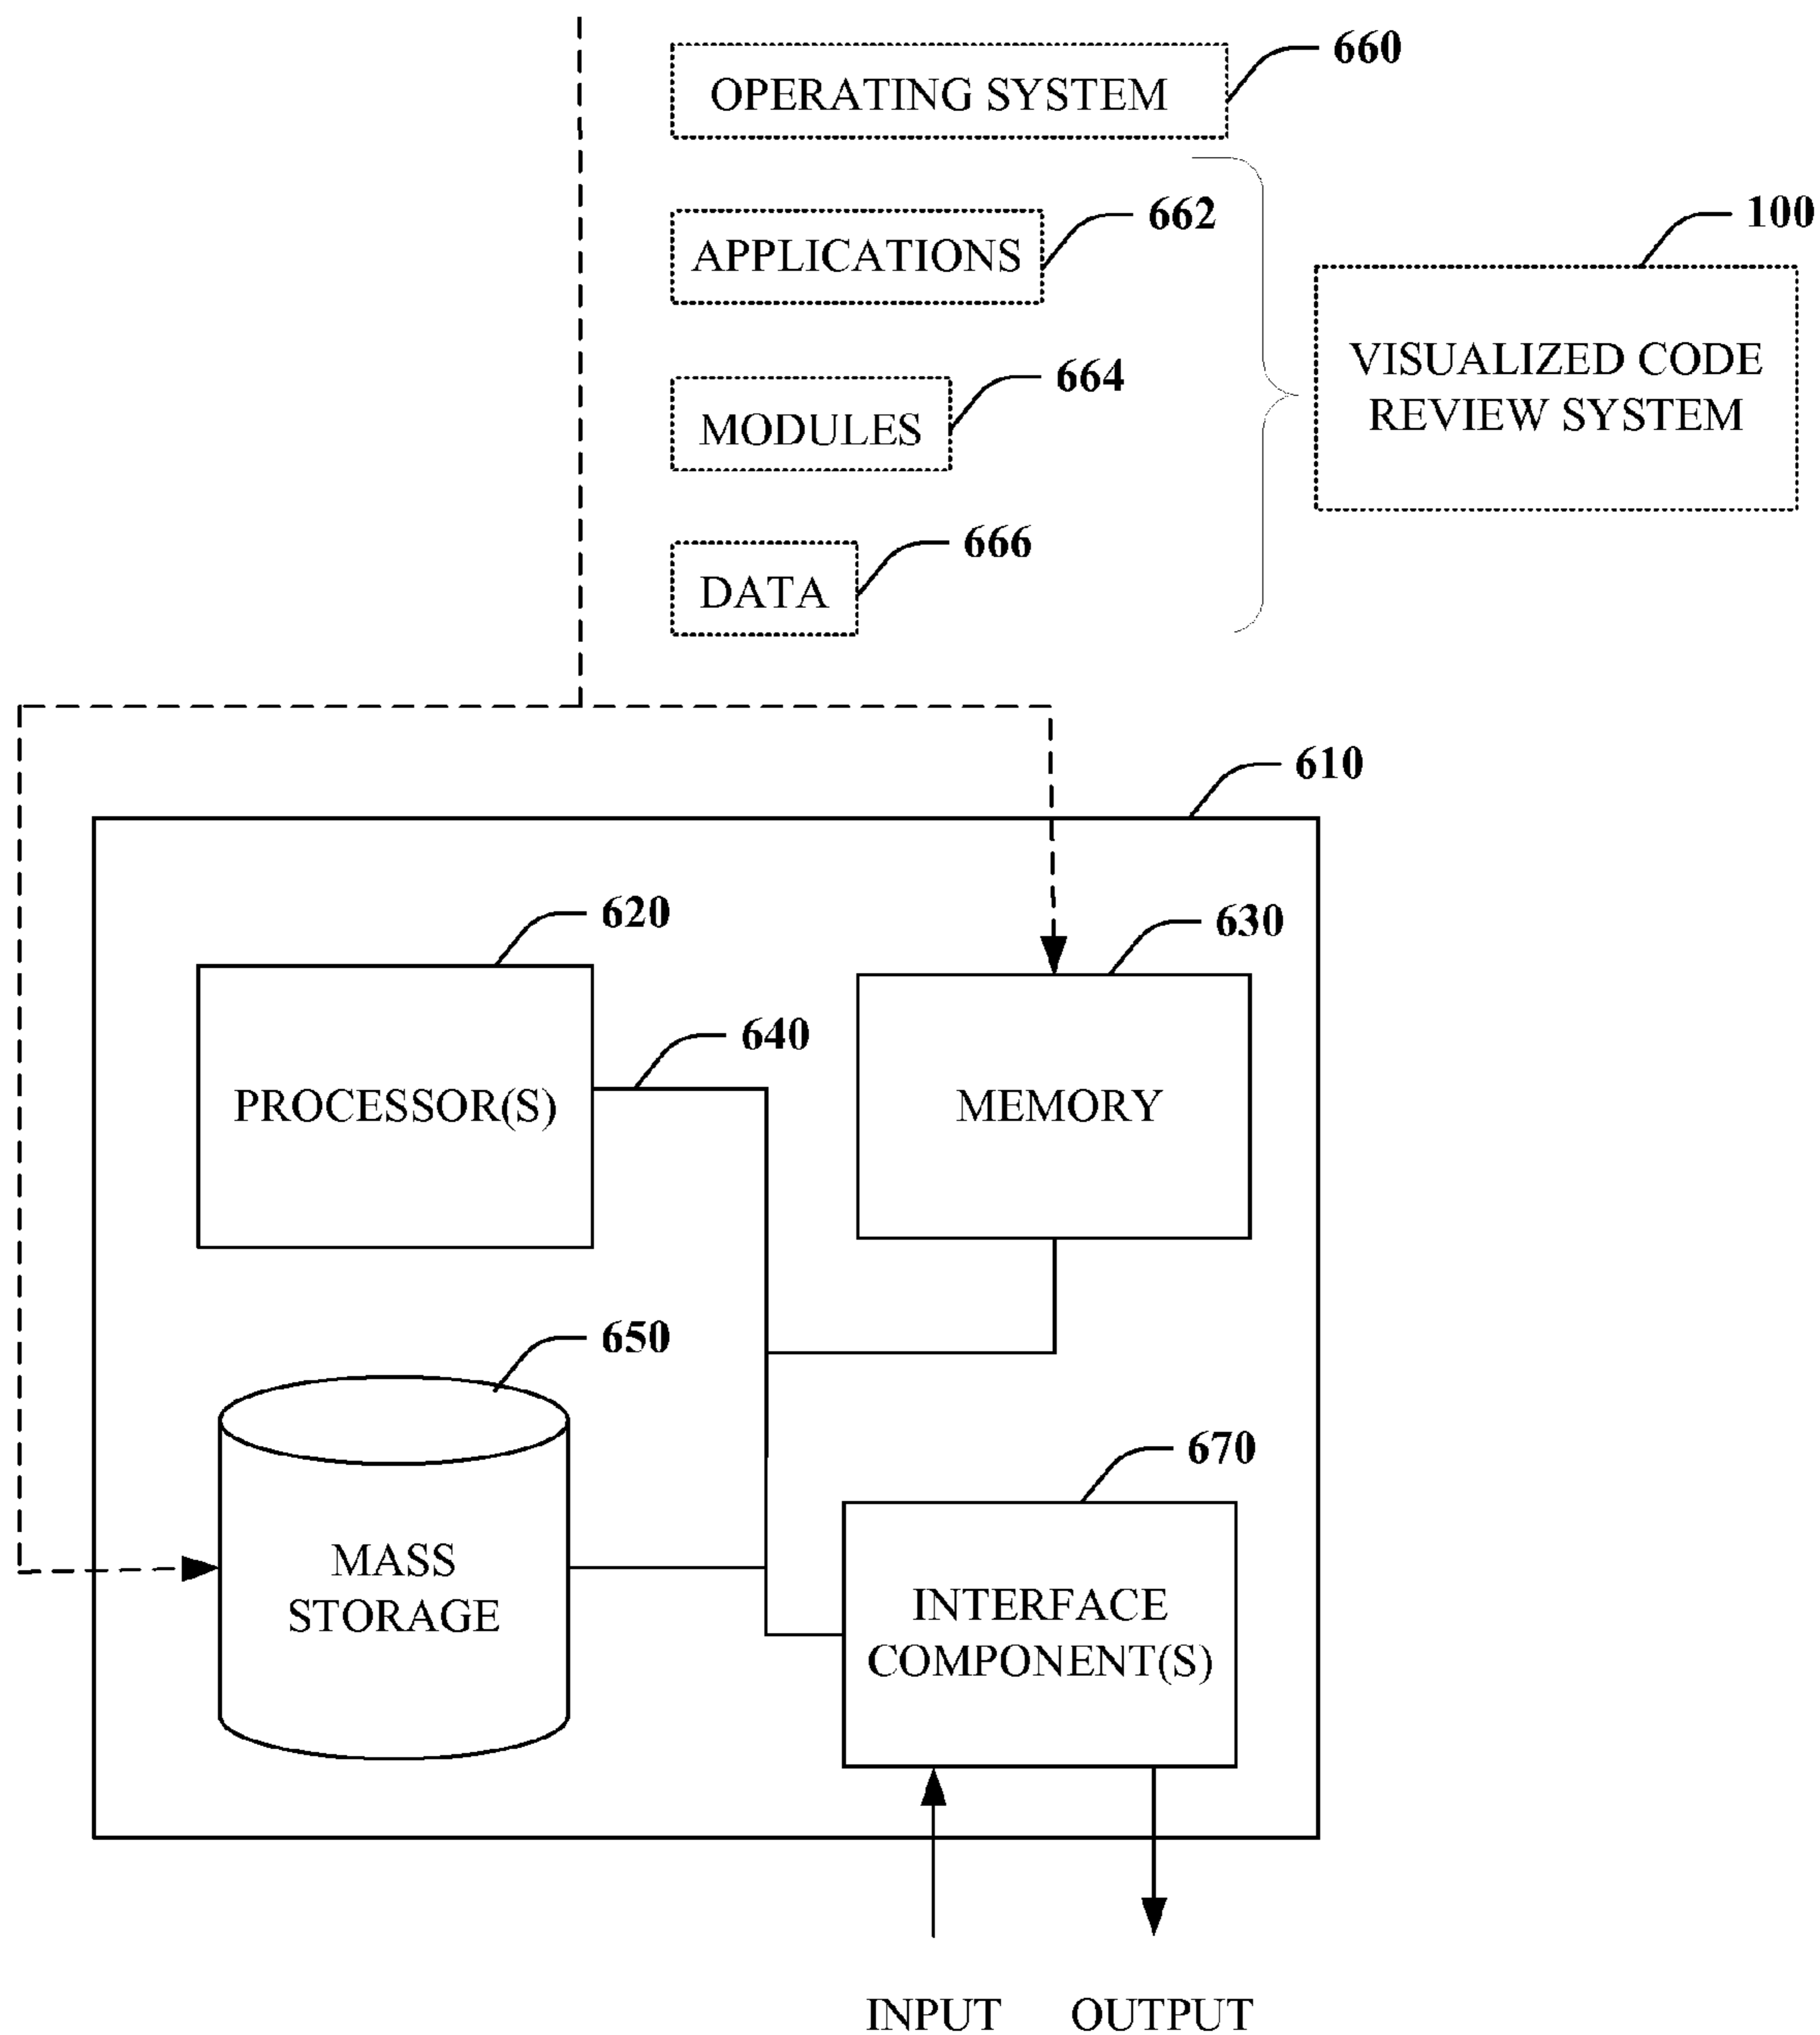 660
OPERATING SYSTEM
662
APPLICATIONS
100
VISUALIZED CODE
REVIEW SYSTEM
664
MODULES
666
DATA
610
620
PROCESSOR(S)
630
MEMORY
640
650
MASS
STORAGE
670
INTERFACE
COMPONENT(S)
INPUT
OUTPUT